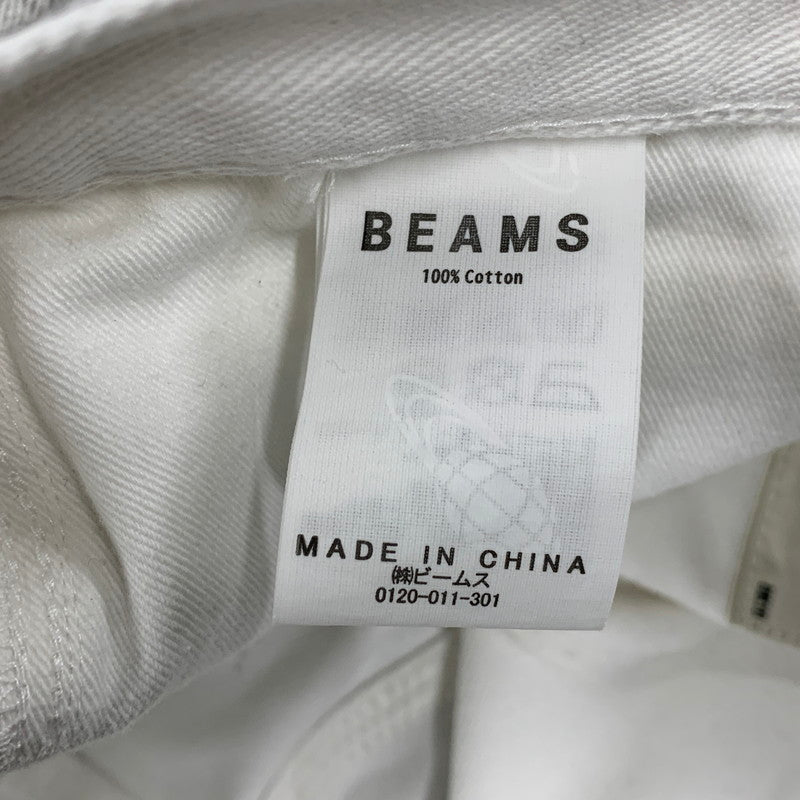 BEAMS
100% Cotton
MADE IN CHINA
㈱ビームス
0120-011-301